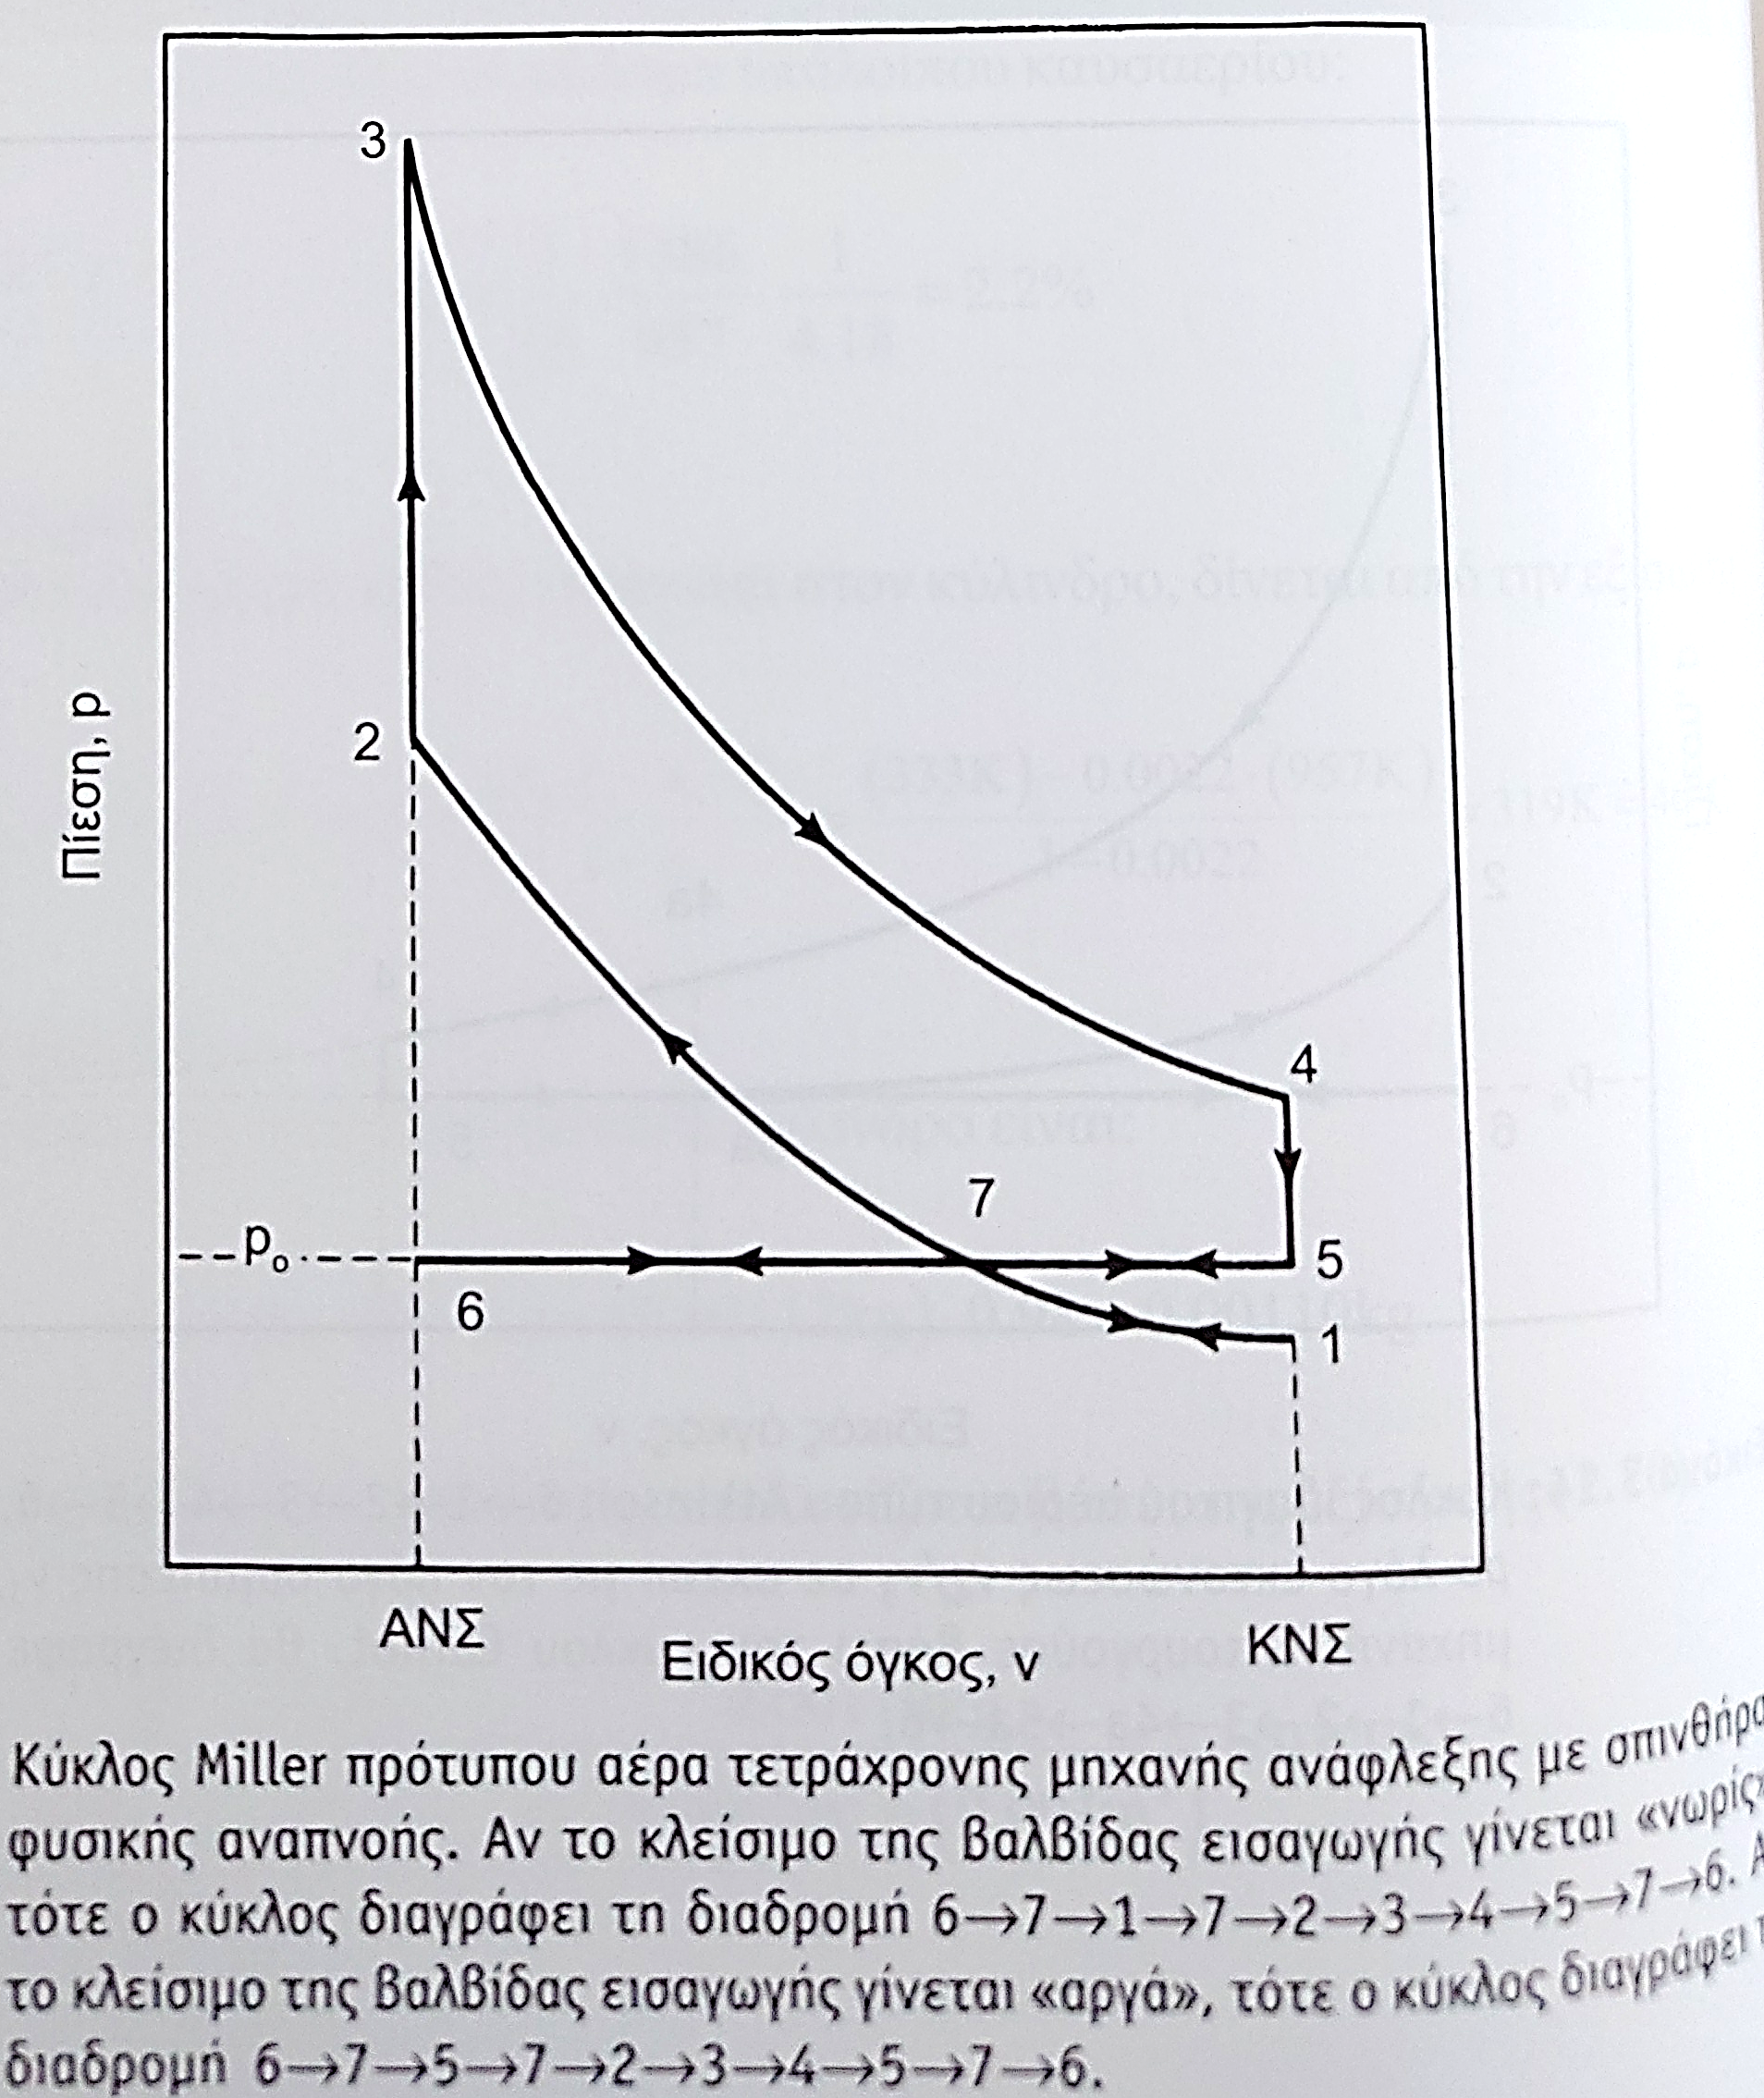 3
2
Πίεση, p
4
7
p₀
5
6
1
ΑΝΣ
ΚΝΣ
Ειδικός όγκος, v
Κύκλος Miller πρότυπου αέρα τετράχρονης μηχανής ανάφλεξης με
φυσικής αναπνοής. Αν το κλείσιμο της βαλβίδας εισαγωγής γίνεται «νωρίς»
τότε ο κύκλος διαγράφει τη διαδρομή 6→7→1→7→2→3→4→5→7→6.
το κλείσιμο της βαλβίδας εισαγωγής γίνεται «αργά», τότε ο κύκλος διαγράφει
διαδρομή 6→7→5→7→2→3→4→5→7→6.